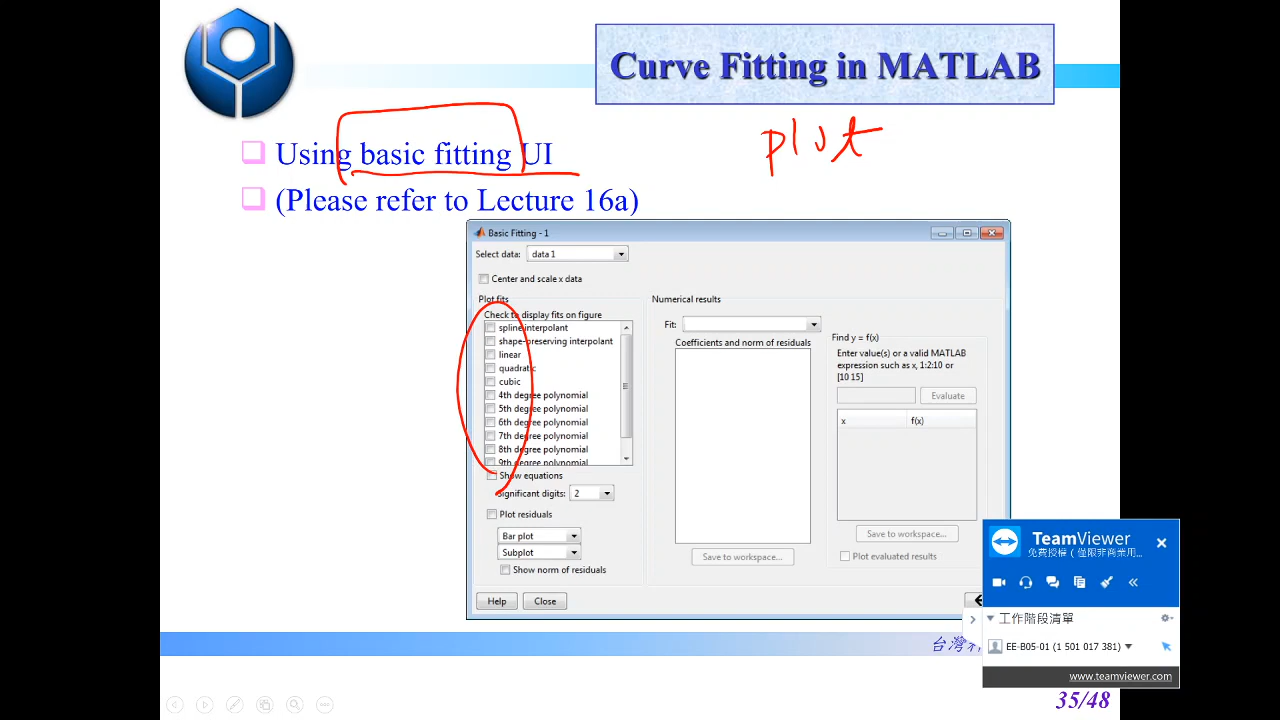 Curve Fitting in MATLAB
plot
Using basic fitting UI
(Please refer to Lecture 16a)
Basic Fitting - 1
Select data: data 1
Center and scale x data
Plot fits
Check to display fits on figure
spline interpolant
shape-preserving interpolant
linear
quadratic
cubic
4th degree polynomial
5th degree polynomial
6th degree polynomial
7th degree polynomial
8th degree polynomial
9th degree polynomial
Show equations
Significant digits: 2
Plot residuals
Bar plot
Subplot
Show norm of residuals
Help Close
Numerical results
Fit:
Coefficients and norm of residuals
Save to workspace...
Find y = f(x)
Enter value(s) or a valid MATLAB
expression such as x, 1:2:10 or
[10 15]
Evaluate
x f(x)
Save to workspace...
Plot evaluated results
TeamViewer
免費授權（僅限非商業用...
工作階段清單
EE-B05-01 (1 501 017 381)
www.teamviewer.com
台灣
35/48